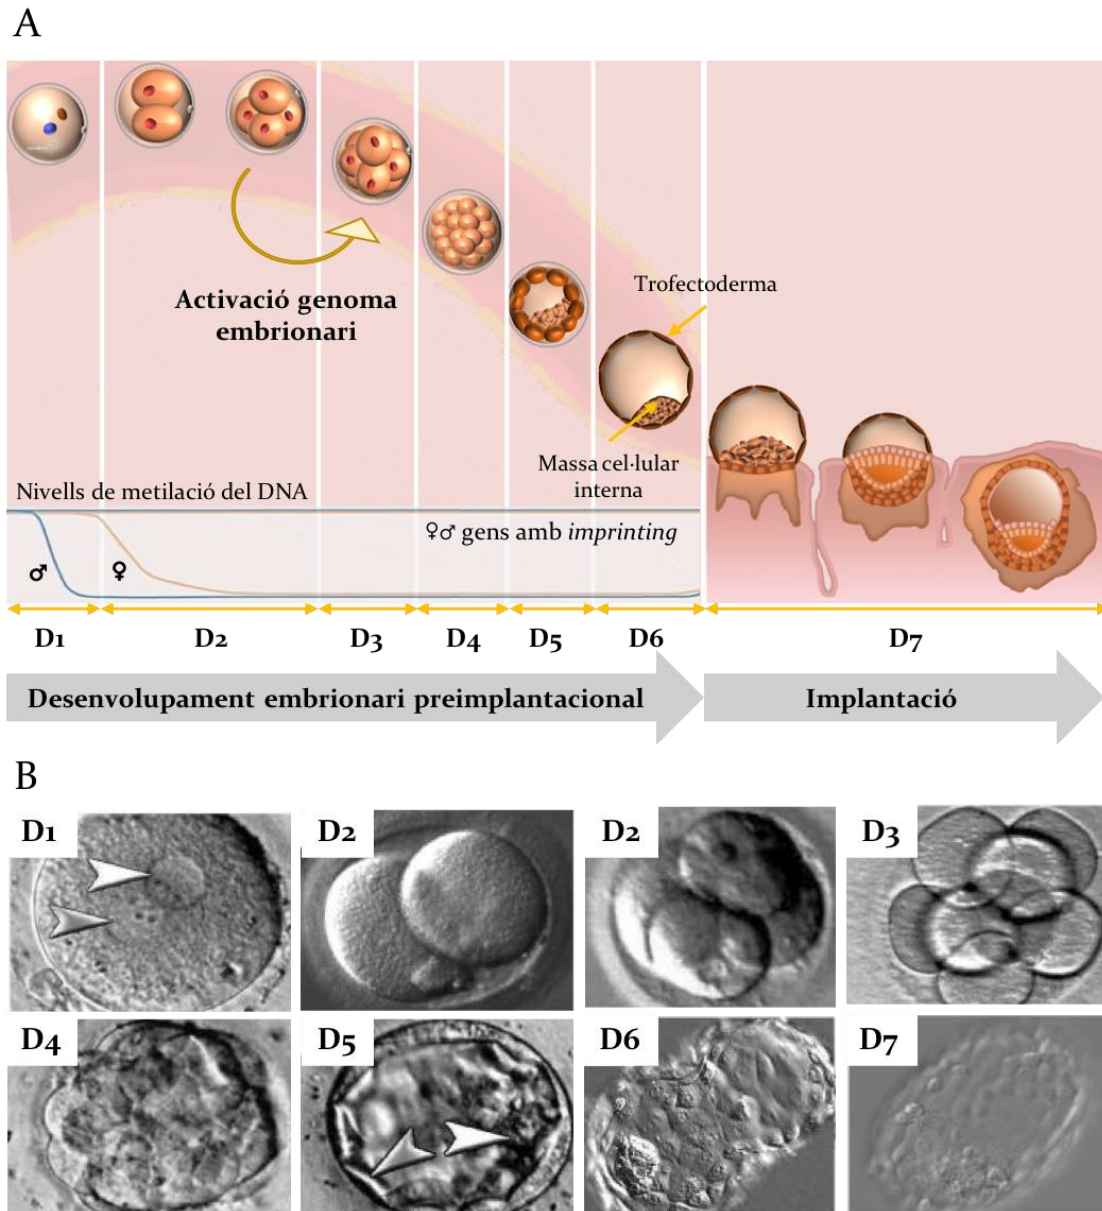 A
Activació genoma
embrionari
Trofectoderma
Massa cel·lular
interna
Nivells de metilació del DNA
♀♂ gens amb imprinting
♂
♀
D1
D2
D3
D4
D5
D6
D7
Desenvolupament embrionari preimplantacional
Implantació
B
D1
D2
D2
D3
D4
D5
D6
D7